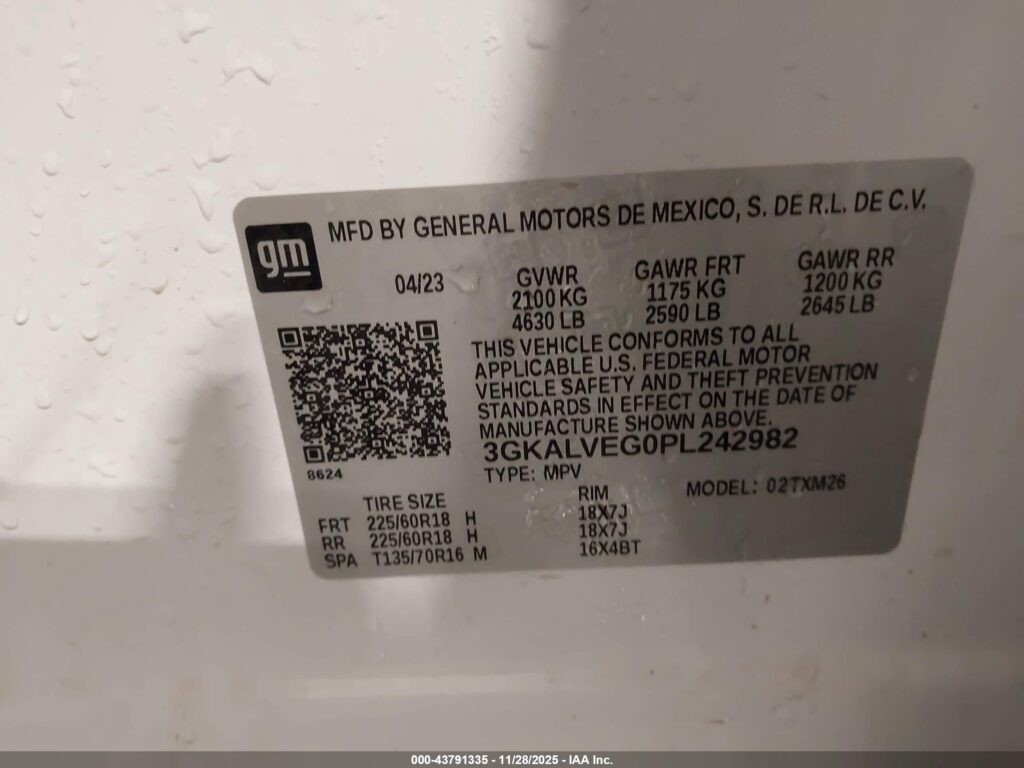 gm
MFD BY GENERAL MOTORS DE MEXICO, S. DE R.L. DE C.V.
04/23
GVWR
2100 KG
4630 LB
GAWR FRT
1175 KG
2590 LB
GAWR RR
1200 KG
2645 LB
THIS VEHICLE CONFORMS TO ALL
APPLICABLE U.S. FEDERAL MOTOR
VEHICLE SAFETY AND THEFT PREVENTION
STANDARDS IN EFFECT ON THE DATE OF
MANUFACTURE SHOWN ABOVE.
3GKALVEG0PL242982
8624
TYPE: MPV
MODEL: 02TXM26
TIRE SIZE RIM
FRT 225/60R18 H 18X7J
RR 225/60R18 H 18X7J
SPA T135/70R16 M 16X4BT
000-43791335 - 11/28/2025 - IAA Inc.